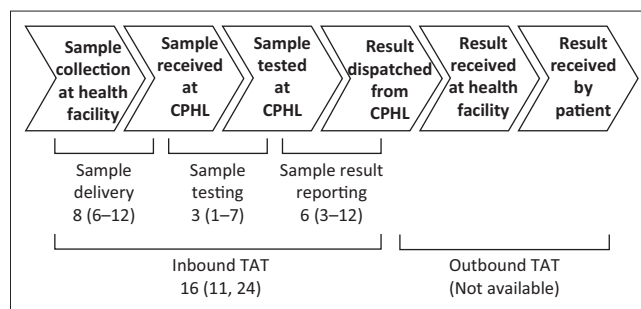 Sample
collection
at health
facility
Sample
received
at
CPHL
Sample
tested
at
CPHL
Result
dispatched
from
CPHL
Result
received
at health
facility
Result
received
by
patient
Sample
delivery
8 (6–12)
Sample
testing
3 (1–7)
Sample result
reporting
6 (3–12)
Inbound TAT
16 (11, 24)
Outbound TAT
(Not available)